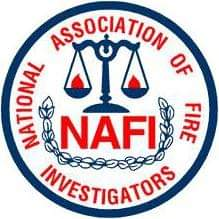 NATIONAL ASSOCIATION OF FIRE
INVESTIGATORS
NAFI